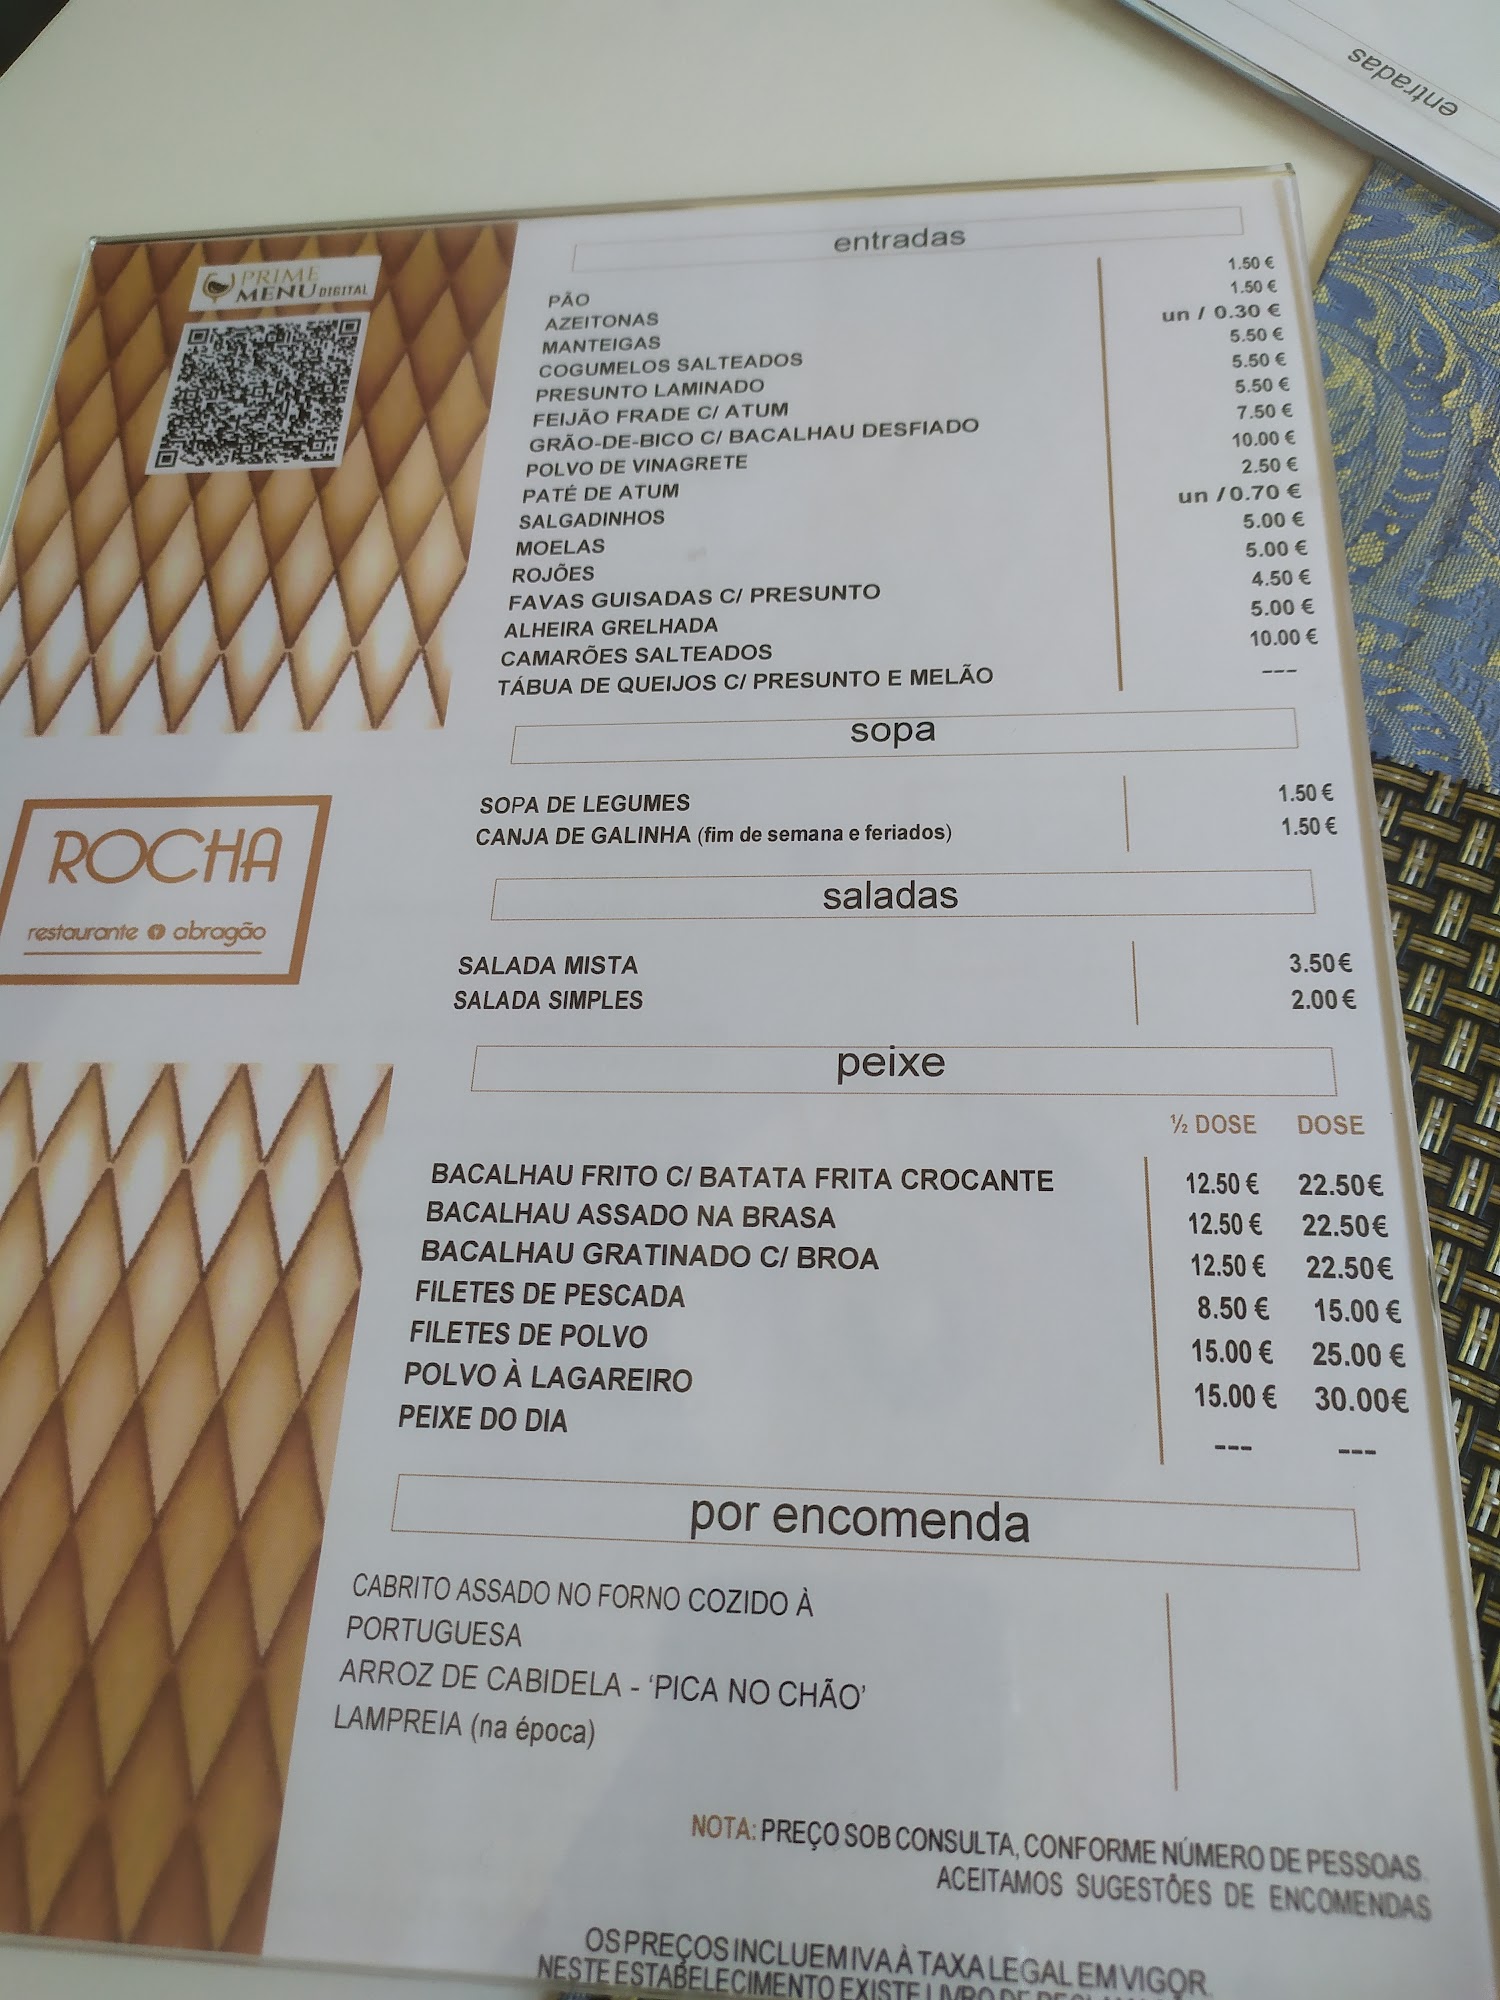 entradas
PRIME
MENU DIGITAL
entradas
PÃO 1.50 €
AZEITONAS 1.50 €
MANTEIGAS un / 0.30 €
COGUMELOS SALTEADOS 5.50 €
PRESUNTO LAMINADO 5.50 €
FEIJÃO FRADE C/ ATUM 5.50 €
GRÃO-DE-BICO C/ BACALHAU DESFIADO 7.50 €
POLVO DE VINAGRETE 10.00 €
PATÉ DE ATUM 2.50 €
SALGADINHOS un / 0.70 €
MOELAS 5.00 €
ROJÕES 5.00 €
FAVAS GUISADAS C/ PRESUNTO 4.50 €
ALHEIRA GRELHADA 5.00 €
CAMARÕES SALTEADOS 10.00 €
TÁBUA DE QUEIJOS C/ PRESUNTO E MELÃO ---
sopa
SOPA DE LEGUMES 1.50 €
CANJA DE GALINHA (fim de semana e feriados) 1.50 €
ROCHA
restaurante abragão
saladas
SALADA MISTA 3.50€
SALADA SIMPLES 2.00 €
peixe
½ DOSE DOSE
BACALHAU FRITO C/ BATATA FRITA CROCANTE 12.50 € 22.50€
BACALHAU ASSADO NA BRASA 12.50 € 22.50€
BACALHAU GRATINADO C/ BROA 12.50 € 22.50€
FILETES DE PESCADA 8.50 € 15.00 €
FILETES DE POLVO 15.00 € 25.00 €
POLVO À LAGAREIRO 15.00 € 30.00€
PEIXE DO DIA --- ---
por encomenda
CABRITO ASSADO NO FORNO COZIDO À
PORTUGUESA
ARROZ DE CABIDELA - ‘PICA NO CHÃO’
LAMPREIA (na época)
NOTA: PREÇO SOB CONSULTA, CONFORME NÚMERO DE PESSOAS.
ACEITAMOS SUGESTÕES DE ENCOMENDAS
OS PREÇOS INCLUEM IVA À TAXA LEGAL EM VIGOR.
NESTE ESTABELECIMENTO EXISTE LIVRO DE